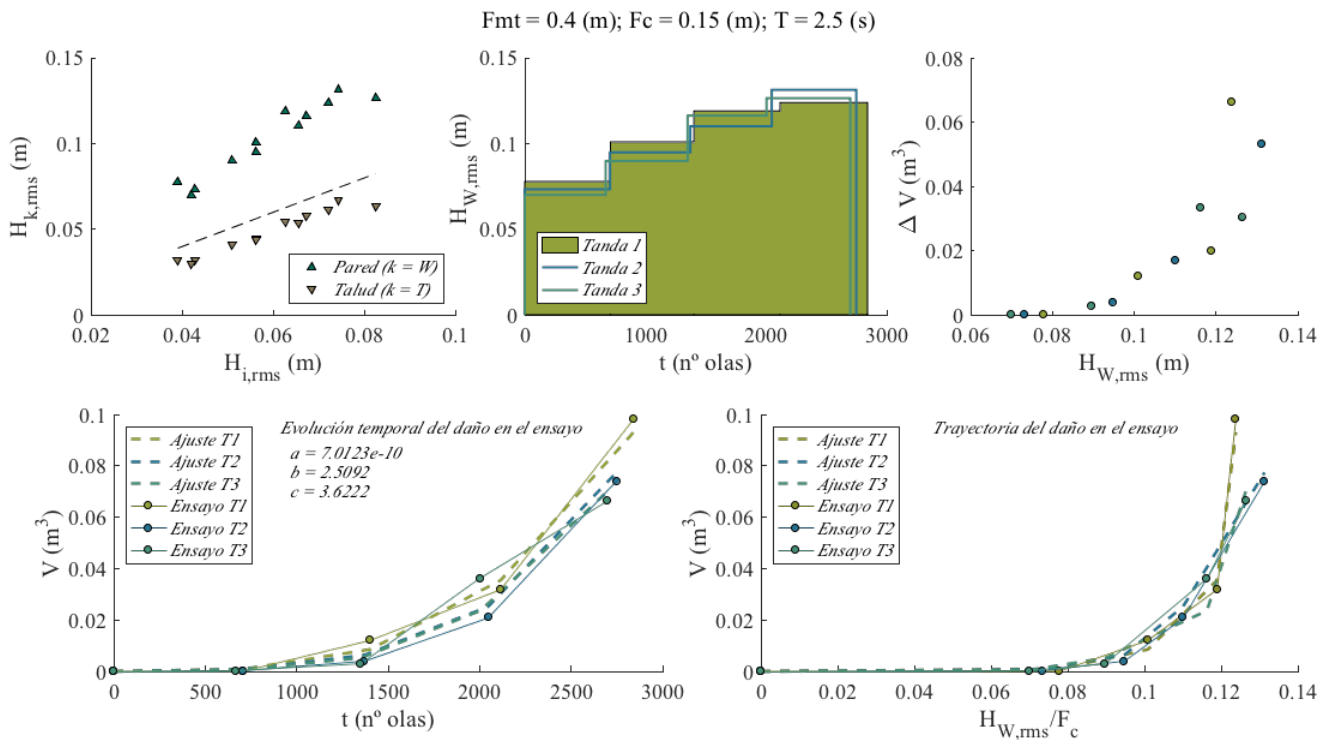 Fmt = 0.4 (m); Fc = 0.15 (m); T = 2.5 (s)
0.15
0.1
0.05
0
H_{k,rms} (m)
Pared (k = W)
Talud (k = T)
0.02 0.04 0.06 0.08 0.1
H_{i,rms} (m)
0.15
0.1
0.05
0
H_{W,rms} (m)
Tanda 1
Tanda 2
Tanda 3
0 1000 2000 3000
t (nº olas)
0.08
0.06
0.04
0.02
0
Δ V (m³)
0.06 0.08 0.1 0.12 0.14
H_{W,rms} (m)
0.1
0.08
0.06
0.04
0.02
0
V (m³)
Ajuste T1
Ajuste T2
Ajuste T3
Ensayo T1
Ensayo T2
Ensayo T3
Evolución temporal del daño en el ensayo
a = 7.0123e-10
b = 2.5092
c = 3.6222
0 500 1000 1500 2000 2500 3000
t (nº olas)
0.1
0.08
0.06
0.04
0.02
0
V (m³)
Ajuste T1
Ajuste T2
Ajuste T3
Ensayo T1
Ensayo T2
Ensayo T3
Trayectoria del daño en el ensayo
0 0.02 0.04 0.06 0.08 0.1 0.12 0.14
H_{W,rms}/F_c